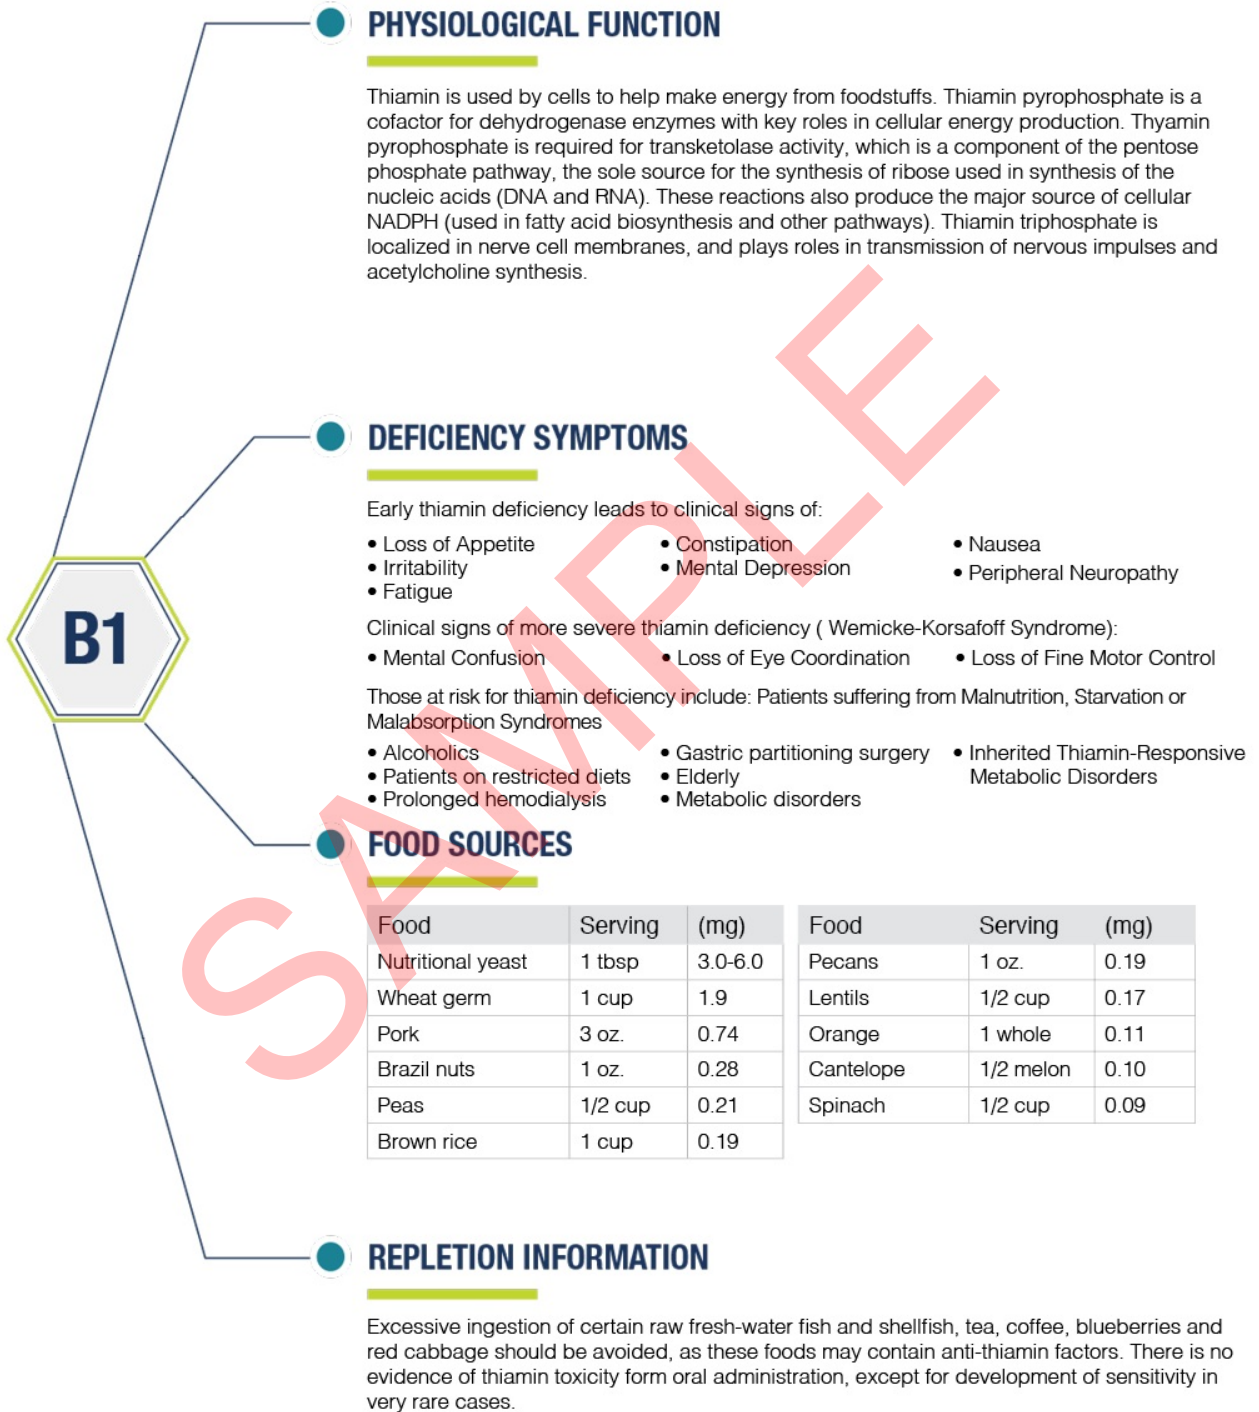 PHYSIOLOGICAL FUNCTION
Thiamin is used by cells to help make energy from foodstuffs. Thiamin pyrophosphate is a
cofactor for dehydrogenase enzymes with key roles in cellular energy production. Thyamin
pyrophosphate is required for transketolase activity, which is a component of the pentose
phosphate pathway, the sole source for the synthesis of ribose used in synthesis of the
nucleic acids (DNA and RNA). These reactions also produce the major source of cellular
NADPH (used in fatty acid biosynthesis and other pathways). Thiamin triphosphate is
localized in nerve cell membranes, and plays roles in transmission of nervous impulses and
acetylcholine synthesis.
DEFICIENCY SYMPTOMS
Early thiamin deficiency leads to clinical signs of:
• Loss of Appetite • Constipation • Nausea
• Irritability • Mental Depression • Peripheral Neuropathy
• Fatigue
B1
Clinical signs of more severe thiamin deficiency ( Wemicke-Korsafoff Syndrome):
• Mental Confusion • Loss of Eye Coordination • Loss of Fine Motor Control
Those at risk for thiamin deficiency include: Patients suffering from Malnutrition, Starvation or
Malabsorption Syndromes
• Alcoholics • Gastric partitioning surgery • Inherited Thiamin-Responsive
• Patients on restricted diets • Elderly Metabolic Disorders
• Prolonged hemodialysis • Metabolic disorders
FOOD SOURCES
Food Serving (mg) Food Serving (mg)
Nutritional yeast 1 tbsp 3.0-6.0 Pecans 1 oz. 0.19
Wheat germ 1 cup 1.9 Lentils 1/2 cup 0.17
Pork 3 oz. 0.74 Orange 1 whole 0.11
Brazil nuts 1 oz. 0.28 Cantelope 1/2 melon 0.10
Peas 1/2 cup 0.21 Spinach 1/2 cup 0.09
Brown rice 1 cup 0.19
REPLETION INFORMATION
Excessive ingestion of certain raw fresh-water fish and shellfish, tea, coffee, blueberries and
red cabbage should be avoided, as these foods may contain anti-thiamin factors. There is no
evidence of thiamin toxicity form oral administration, except for development of sensitivity in
very rare cases.
SAMPLE